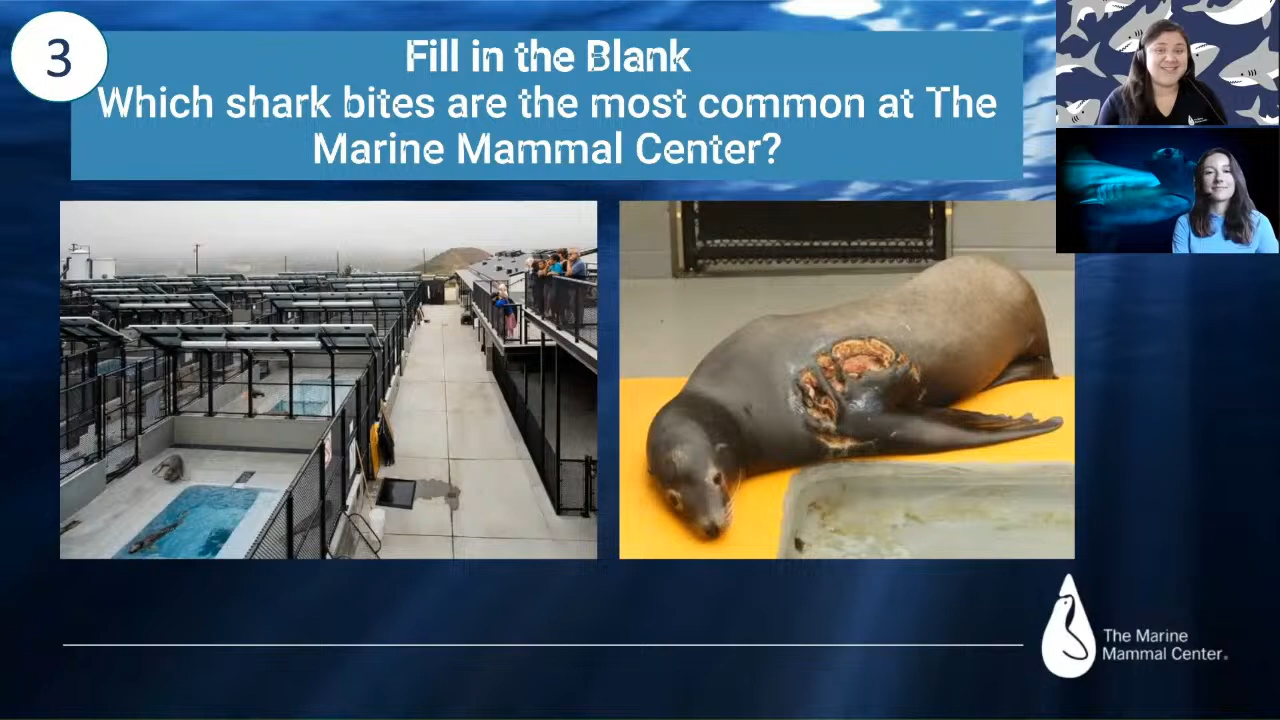 3
Fill in the Blank
Which shark bites are the most common at The
Marine Mammal Center?
The Marine
Mammal Center.